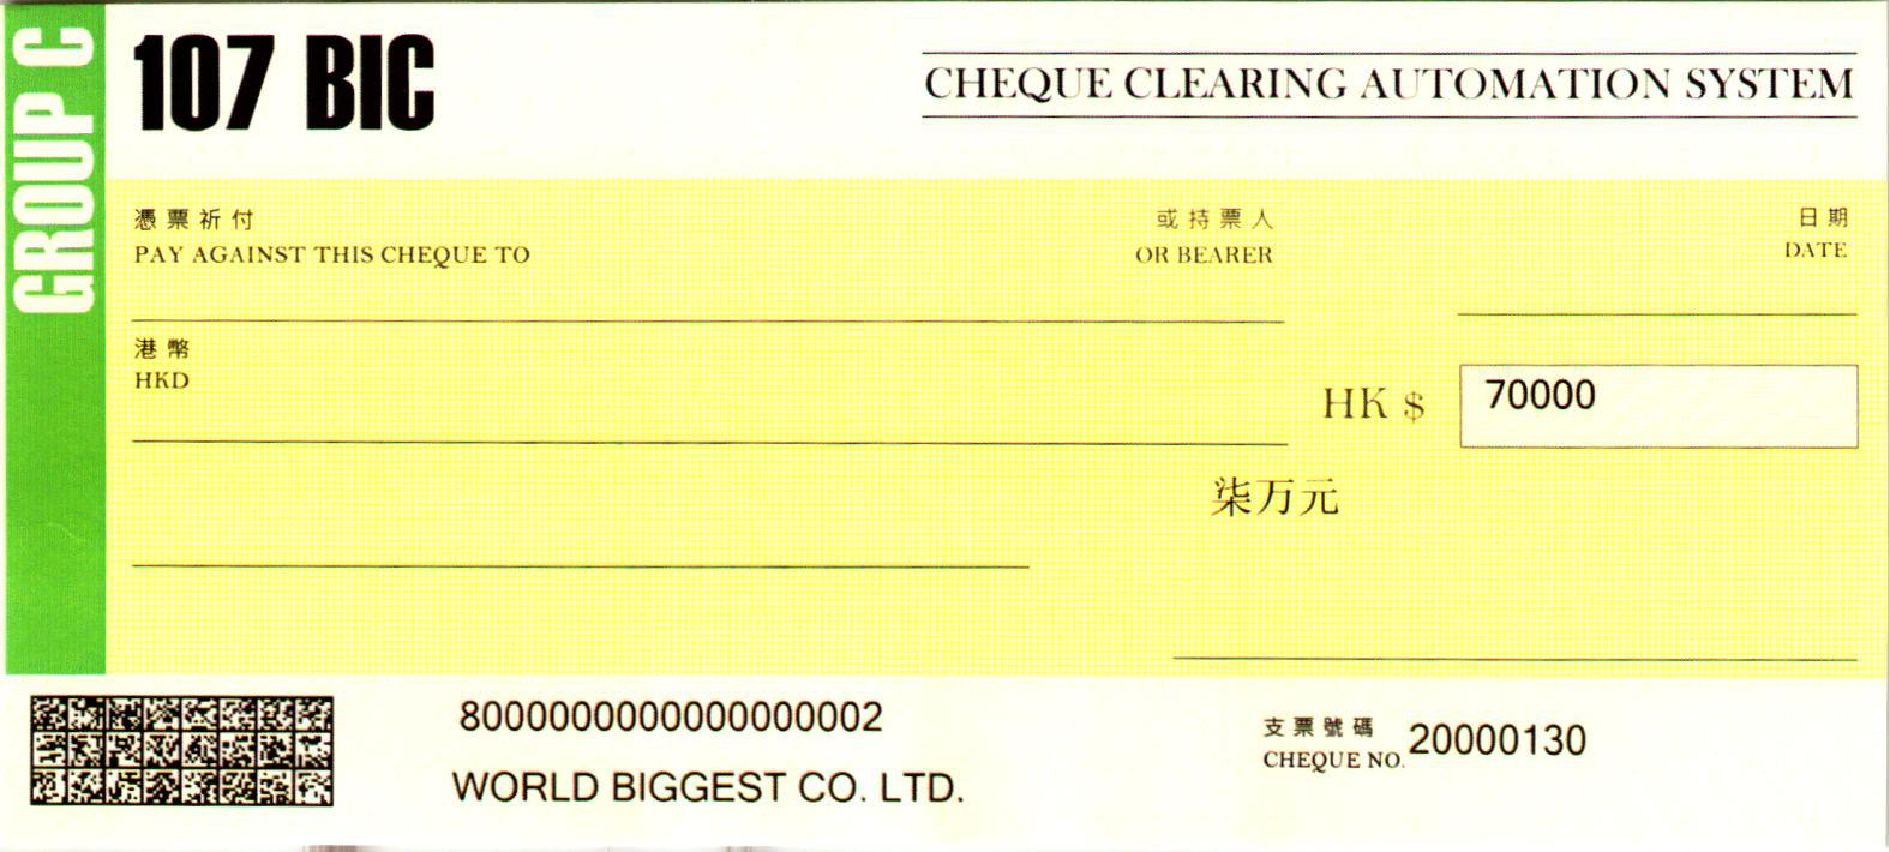 GROUP C
107 BIC
CHEQUE CLEARING AUTOMATION SYSTEM
憑票祈付
或持票人
日期
PAY AGAINST THIS CHEQUE TO
OR BEARER
DATE
港幣
HKD
HK $ 70000
柒万元
8000000000000000002
支票號碼
CHEQUE NO. 20000130
WORLD BIGGEST CO. LTD.